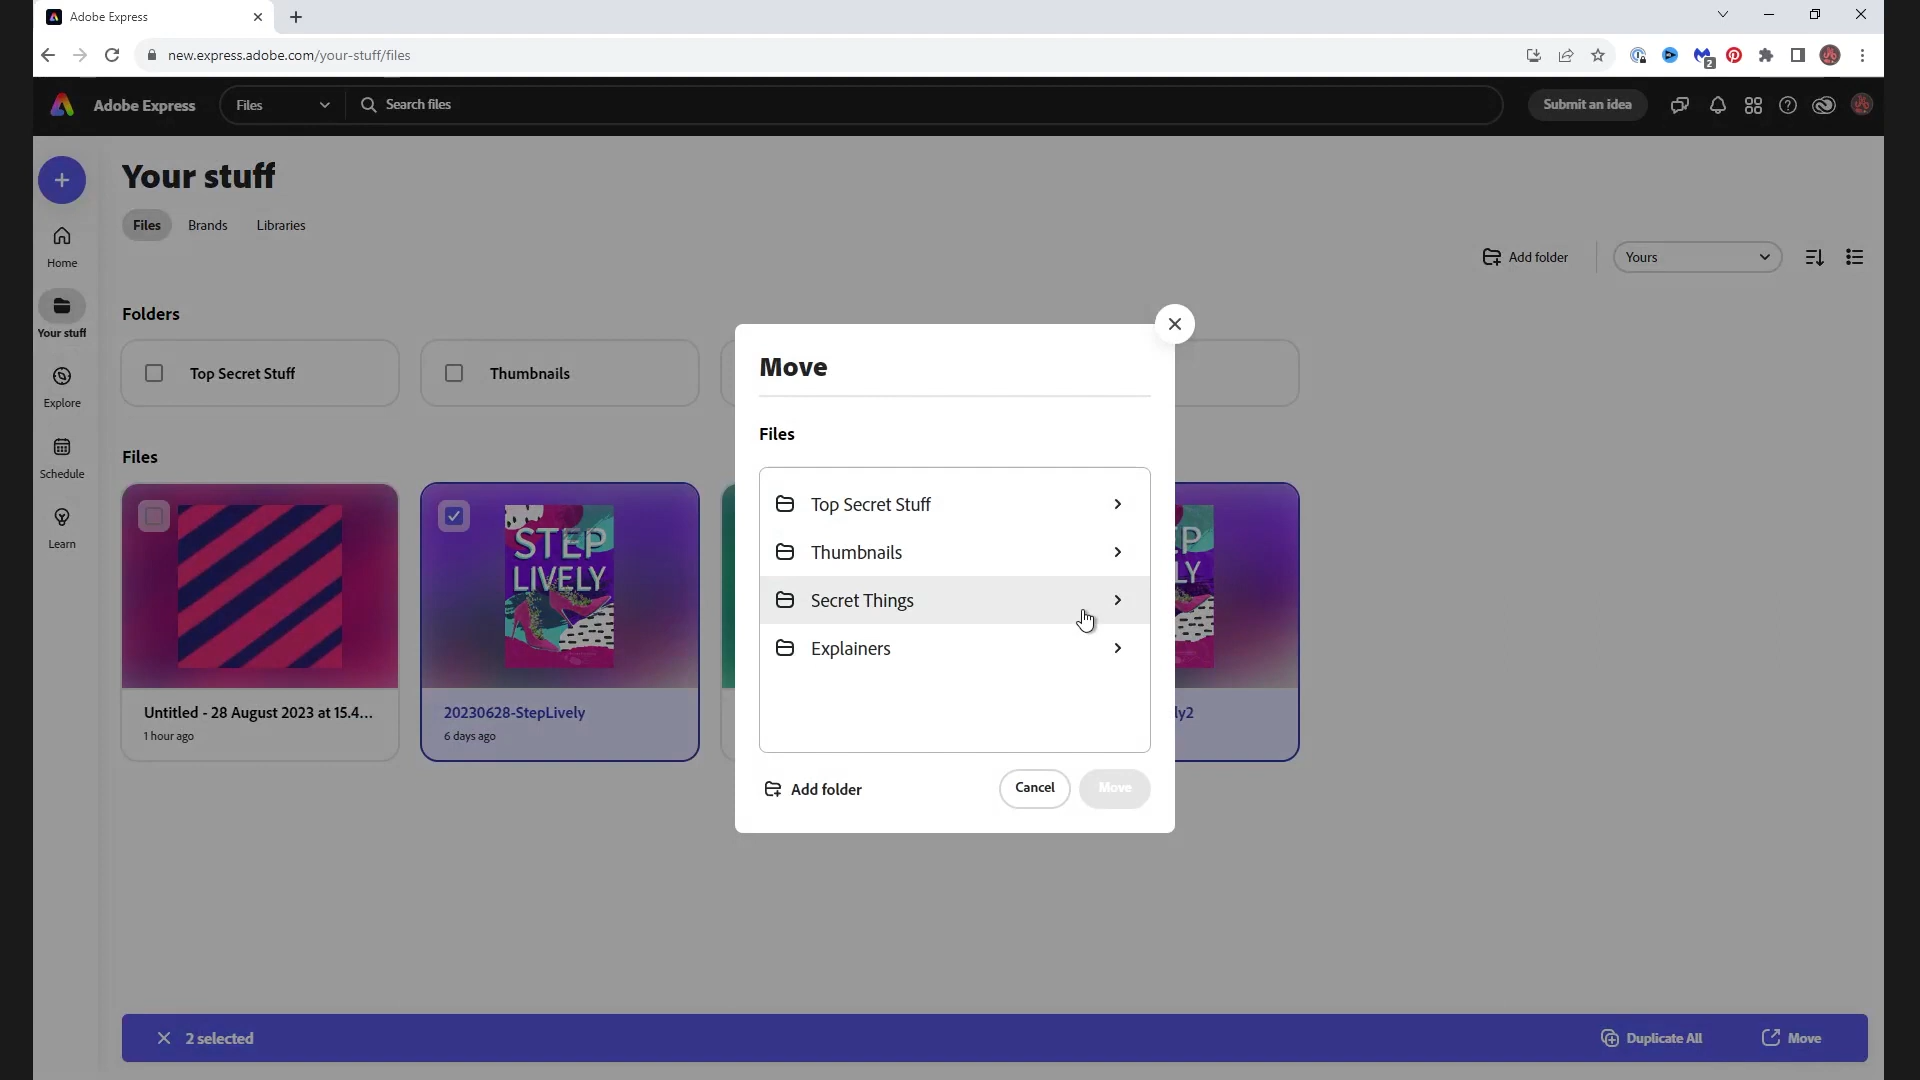 Adobe Express
new.express.adobe.com/your-stuff/files
2
Adobe Express
Files
Search files
Submit an idea
Your stuff
Files
Brands
Libraries
Home
Your stuff
Explore
Schedule
Learn
Add folder
Yours
Folders
Top Secret Stuff
Thumbnails
Files
STEP
LIVELY
Untitled - 28 August 2023 at 15.4...
1 hour ago
20230628-StepLively
6 days ago
P
LY
ly2
Move
Files
Top Secret Stuff
Thumbnails
Secret Things
Explainers
Add folder
Cancel
Move
2 selected
Duplicate All
Move